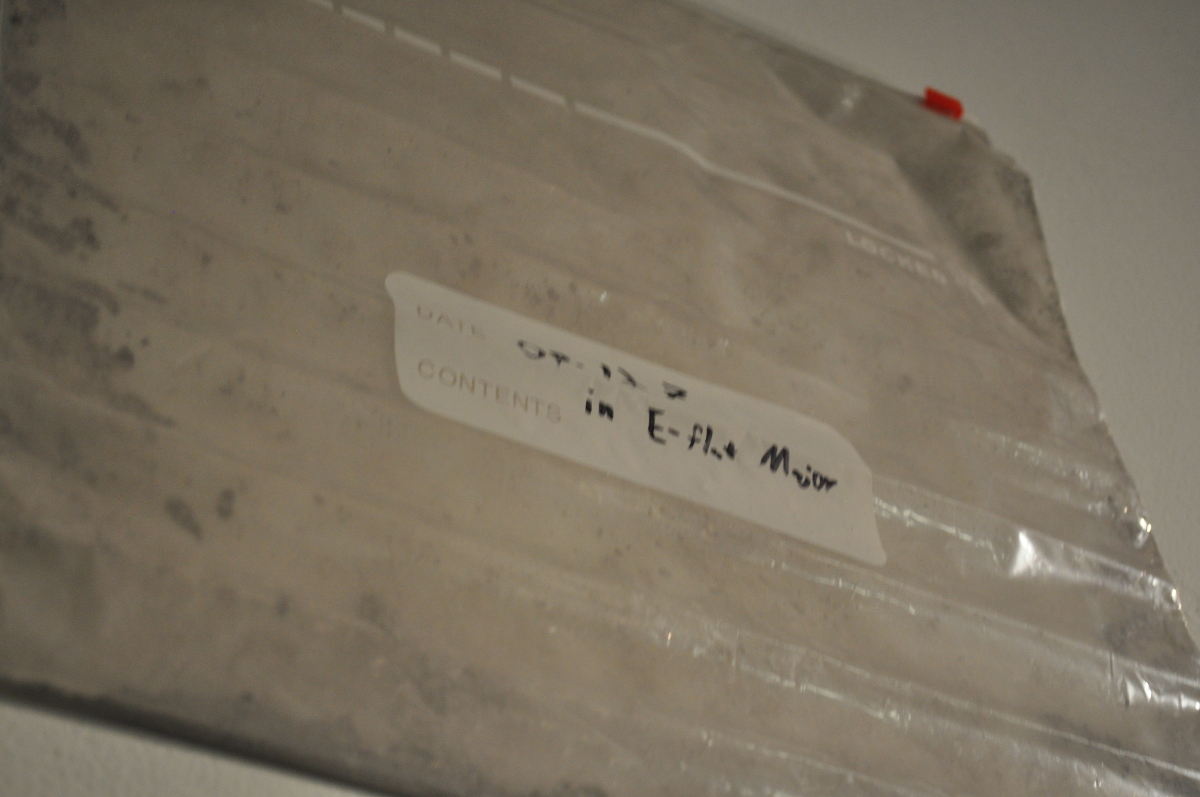 LOCKED
DATE
CONTENTS in E-flat Major